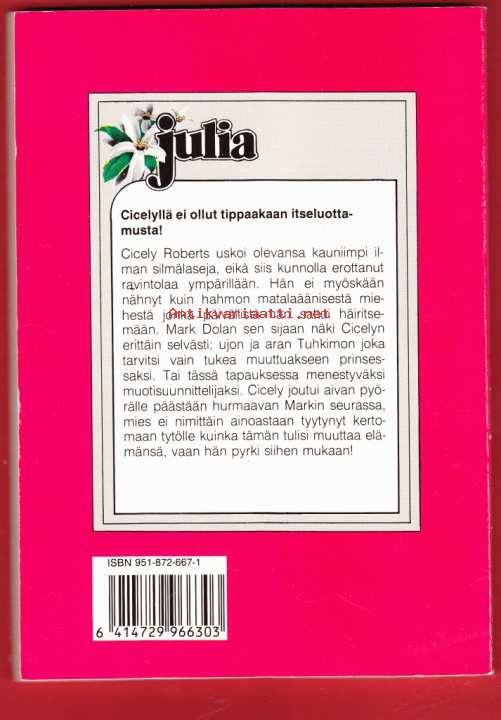 julia
Cicelyllä ei ollut tippaakaan itseluotta-
musta!
Cicely Roberts uskoi olevansa kauniimpi il-
man silmälaseja, eikä siis kunnolla erottanut
ravintolaa ympärillään. Hän ei myöskään
nähnyt kuin hahmon matalaäänisestä mie-
Antikvariaatti.net
hestä jonka häiritse-
mään. Mark Dolan sen sijaan näki Cicelyn
erittäin selvästi: ujon ja aran Tuhkimon joka
tarvitsi vain tukea muuttuakseen prinses-
saksi. Tai tässä tapauksessa menestyväksi
muotisuunnittelijaksi. Cicely joutui aivan pyö-
rälle päästään hurmaavan Markin seurassa,
mies ei nimittäin ainoastaan tyytynyt kerto-
maan tytölle kuinka tämän tulisi muuttaa elä-
mänsä, vaan hän pyrki siihen mukaan!
ISBN 951-872-667-1
6 414729 966303